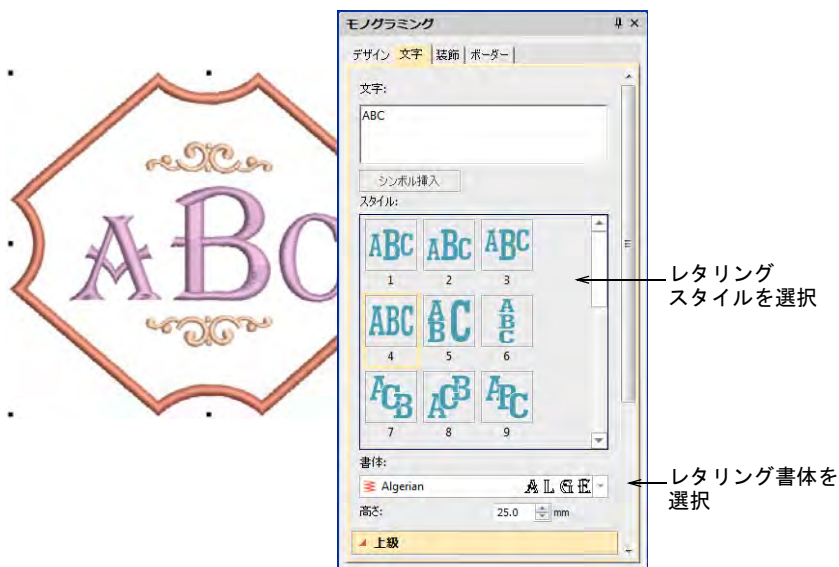 モノグラミング
デザイン 文字 装飾 ボーダー
文字:
ABC
シンボル挿入
スタイル:
ABC ABC ABC
1 2 3
ABC ABC ABC
4 5 6
ACB ACB APC
7 8 9
書体:
Algerian ALGE
高さ: 25.0 mm
上級
ABC
レタリング
スタイルを選択
レタリング書体を
選択